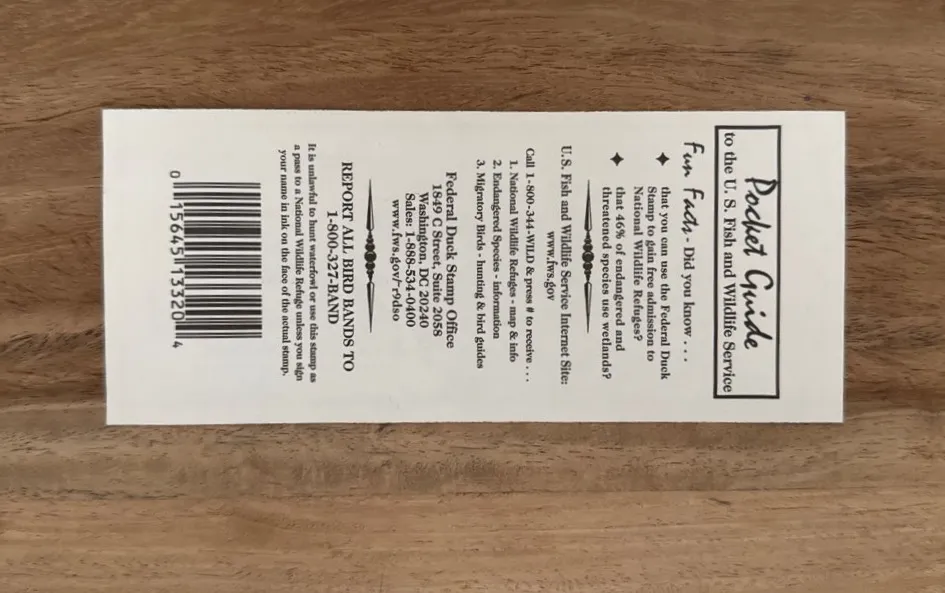 Pocket Guide
to the U. S. Fish and Wildlife Service
Fun Facts - Did you know . . .
✦ that you can use the Federal Duck
Stamp to gain free admission to
National Wildlife Refuges?
✦ that 46% of endangered and
threatened species use wetlands?
U.S. Fish and Wildlife Service Internet Site:
www.fws.gov
Call 1-800-344-WILD & press # to receive . . .
1. National Wildlife Refuges - map & info
2. Endangered Species - information
3. Migratory Birds - hunting & bird guides
Federal Duck Stamp Office
1849 C Street, Suite 2058
Washington, DC 20240
Sales: 1-888-534-0400
www.fws.gov/r9dso
REPORT ALL BIRD BANDS TO
1-800-327-BAND
It is unlawful to hunt waterfowl or use this stamp as
a pass to a National Wildlife Refuge unless you sign
your name in ink on the face of the actual stamp.
0 15645 13320 4